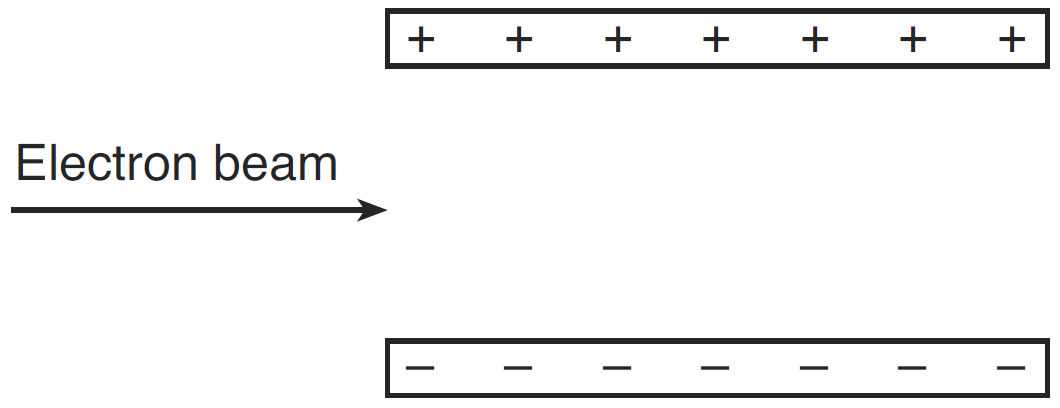 + + + + + + +
Electron beam
− − − − − − −